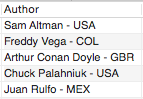 Author
Sam Altman - USA
Freddy Vega - COL
Arthur Conan Doyle - GBR
Chuck Palahniuk - USA
Juan Rulfo - MEX